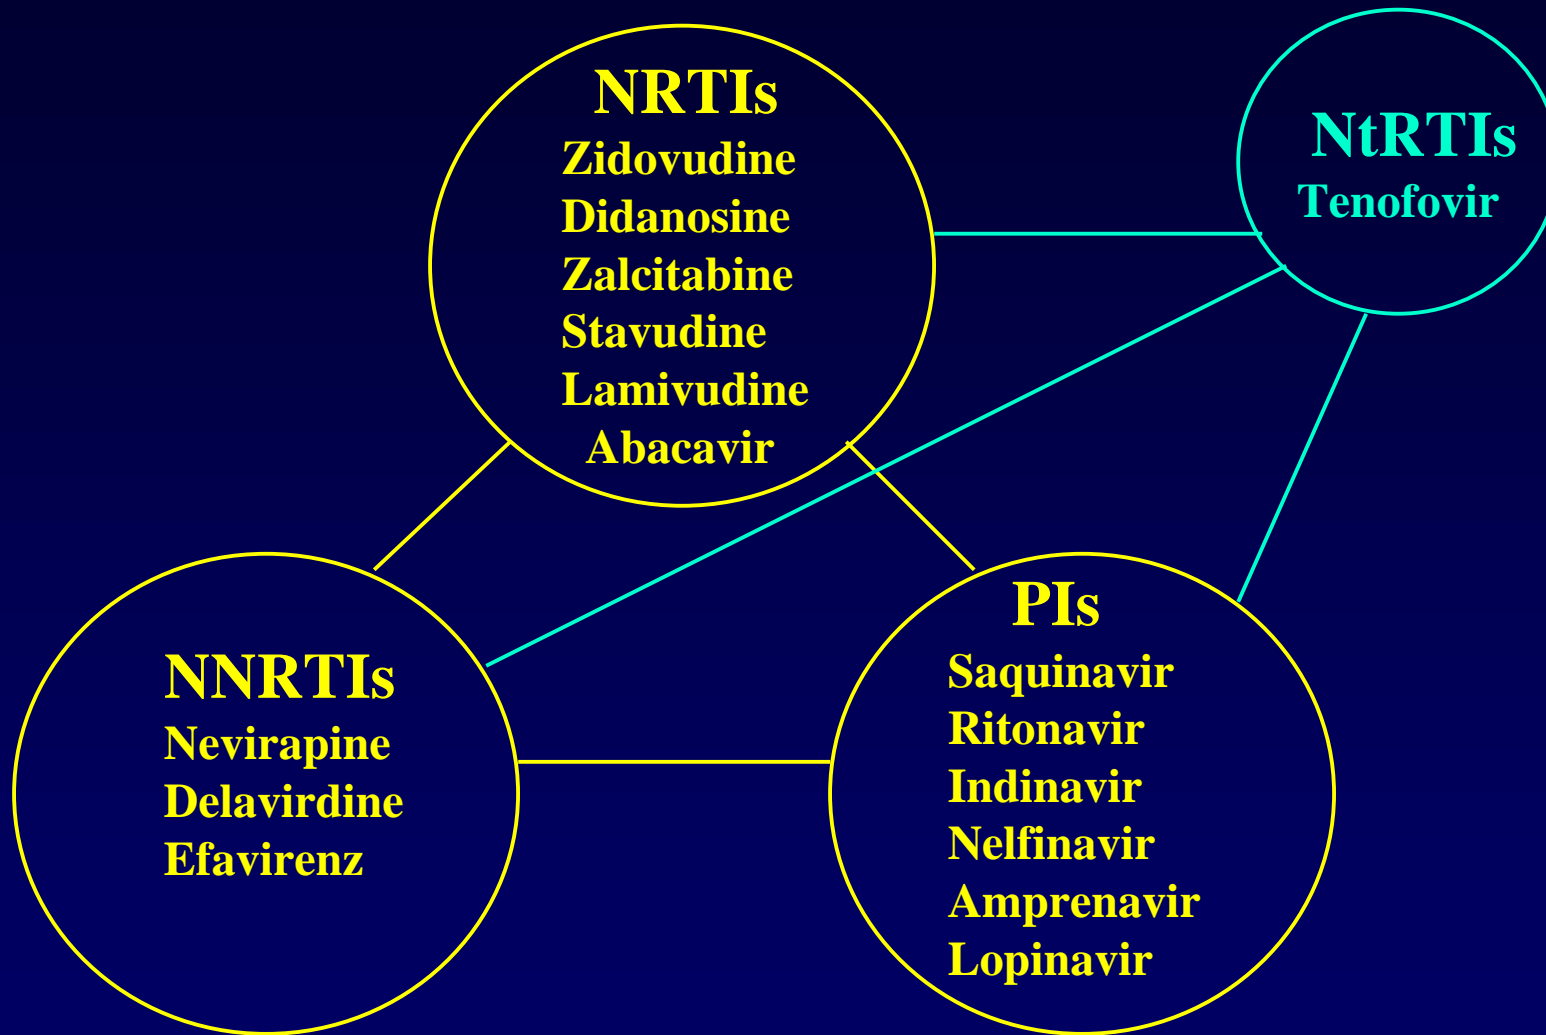 NRTIs
Zidovudine
Didanosine
Zalcitabine
Stavudine
Lamivudine
Abacavir
NtRTIs
Tenofovir
NNRTIs
Nevirapine
Delavirdine
Efavirenz
PIs
Saquinavir
Ritonavir
Indinavir
Nelfinavir
Amprenavir
Lopinavir